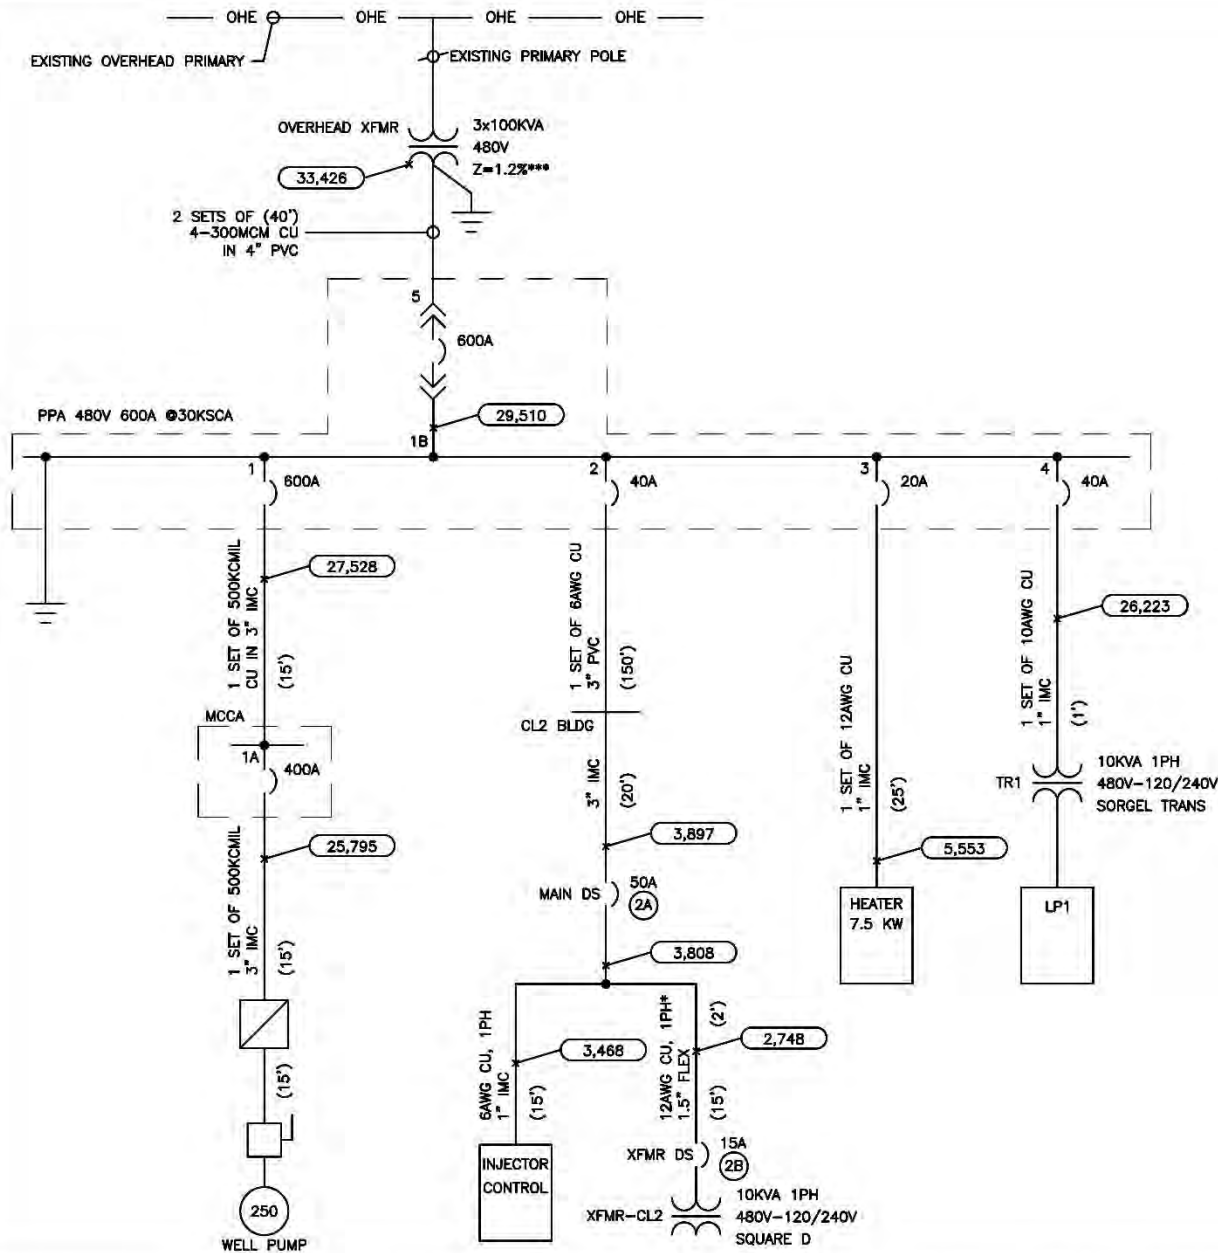 OHE OHE OHE OHE
EXISTING OVERHEAD PRIMARY
EXISTING PRIMARY POLE
OVERHEAD XFMR
3x100KVA
480V
Z=1.2%***
33,426
2 SETS OF (40')
4-300MCM CU
IN 4" PVC
5
600A
29,510
1B
PPA 480V 600A @30KSCA
1
600A
2
40A
3
20A
4
40A
27,528
1 SET OF 500KCMIL
CU IN 3" IMC
(15')
MCCA
1A
400A
25,795
1 SET OF 500KCMIL
3" IMC
(15')
(15')
250
WELL PUMP
1 SET OF 6AWG CU
3" PVC
(150')
CL2 BLDG
3" IMC
(20')
3,897
MAIN DS
50A
2A
3,808
6AWG CU, 1PH
1" IMC
(15')
3,468
INJECTOR
CONTROL
12AWG CU, 1PH*
1.5" FLEX
(2')
2,748
(15')
XFMR DS
15A
2B
XFMR-CL2
10KVA 1PH
480V-120/240V
SQUARE D
1 SET OF 12AWG CU
1" IMC
(25')
5,553
HEATER
7.5 KW
26,223
1 SET OF 10AWG CU
1" IMC
(1')
TR1
10KVA 1PH
480V-120/240V
SORGEL TRANS
LP1